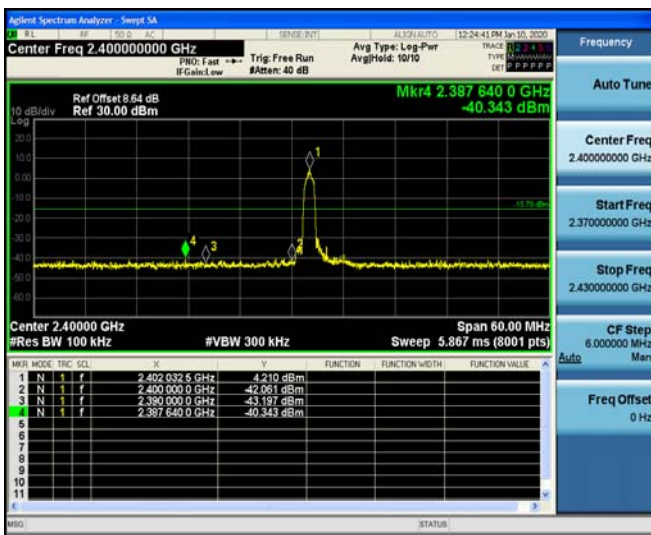 Agilent Spectrum Analyzer - Swept SA
RL RF 50 Ω AC SENSE:INT ALIGN AUTO 12:24:41 PM Jan 10, 2020
Center Freq 2.400000000 GHz
PNO: Fast
IFGain:Low
Trig: Free Run
#Atten: 40 dB
Avg Type: Log-Pwr
Avg|Hold: 10/10
TRACE 1 2 3 4 5 6
TYPE
DET P P P P P P
Frequency
Ref Offset 8.64 dB
10 dB/div Ref 30.00 dBm
Log
Mkr4 2.387 640 0 GHz
-40.343 dBm
20.0
10.0
0.00
-10.0
-20.0
-30.0
-40.0
-50.0
-60.0
1
2
3
4
Center 2.40000 GHz
#Res BW 100 kHz
#VBW 300 kHz
Span 60.00 MHz
Sweep 5.867 ms (8001 pts)
MKR MODE TRC SCL X Y FUNCTION FUNCTION WIDTH FUNCTION VALUE
1 N 1 f 2.402 032 5 GHz 4.210 dBm
2 N 1 f 2.400 000 0 GHz -42.061 dBm
3 N 1 f 2.390 000 0 GHz -43.197 dBm
4 N 1 f 2.387 640 0 GHz -40.343 dBm
5
6
7
8
9
10
11
MSG
STATUS
Auto Tune
Center Freq
2.400000000 GHz
Start Freq
2.370000000 GHz
Stop Freq
2.430000000 GHz
CF Step
6.000000 MHz
Auto Man
Freq Offset
0 Hz